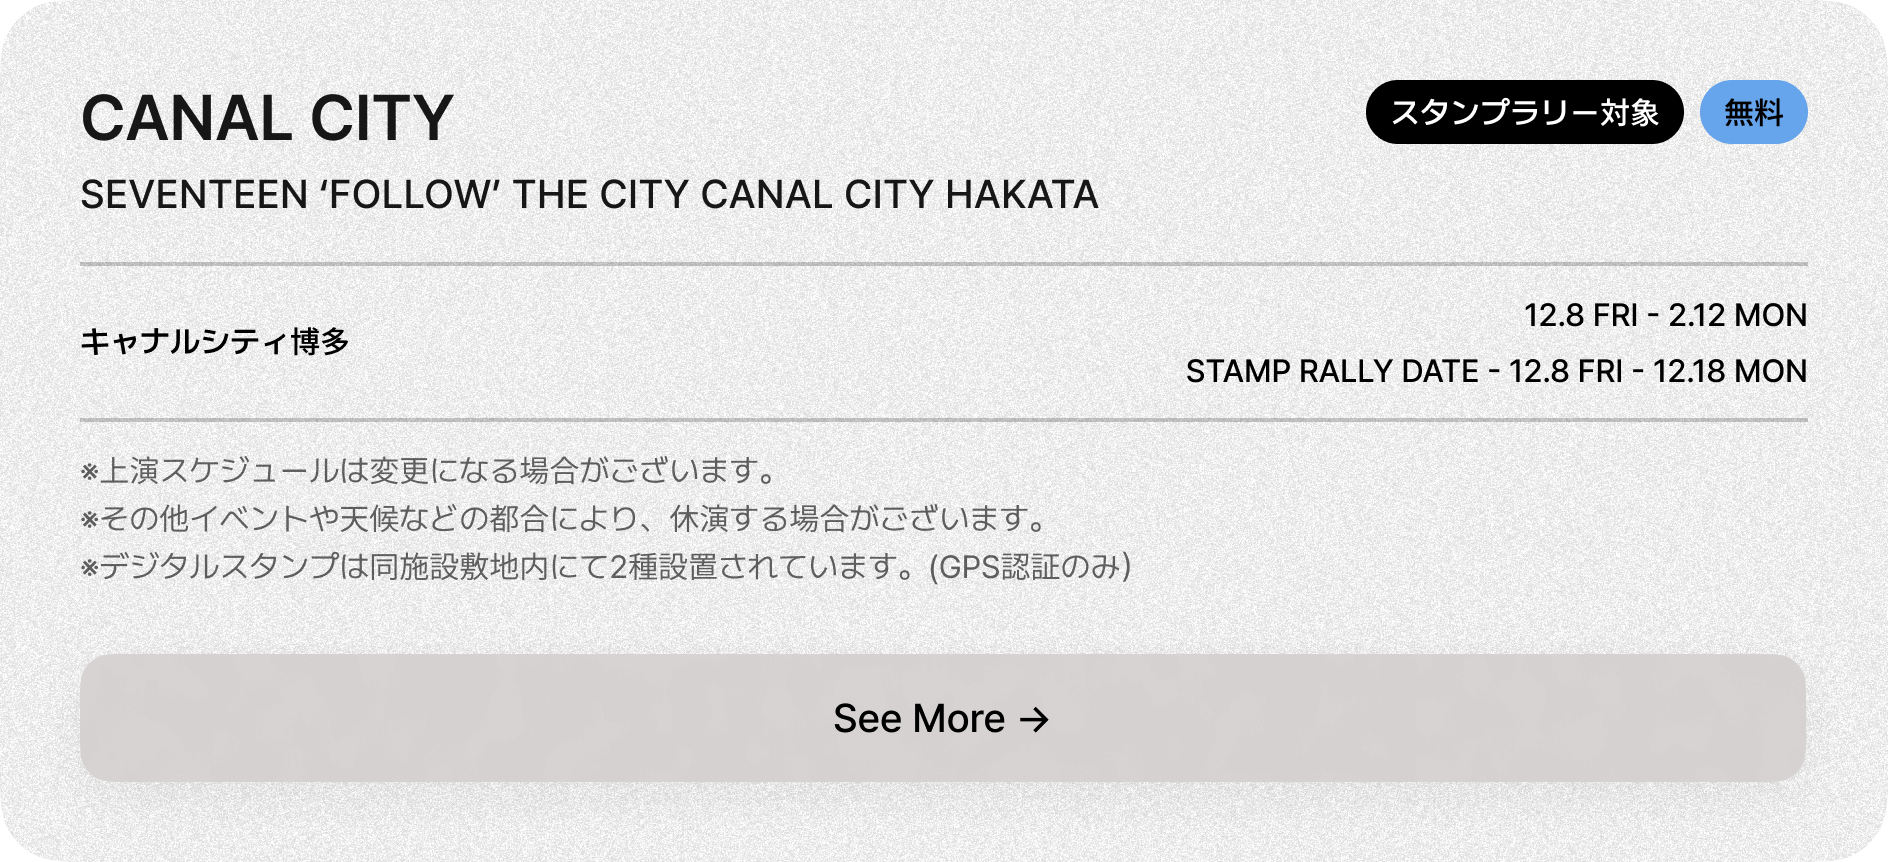 CANAL CITY
スタンプラリー対象
無料
SEVENTEEN ‘FOLLOW’ THE CITY CANAL CITY HAKATA
キャナルシティ博多
12.8 FRI - 2.12 MON
STAMP RALLY DATE - 12.8 FRI - 12.18 MON
※上演スケジュールは変更になる場合がございます。
※その他イベントや天候などの都合により、休演する場合がございます。
※デジタルスタンプは同施設敷地内にて2種設置されています。(GPS認証のみ)
See More →